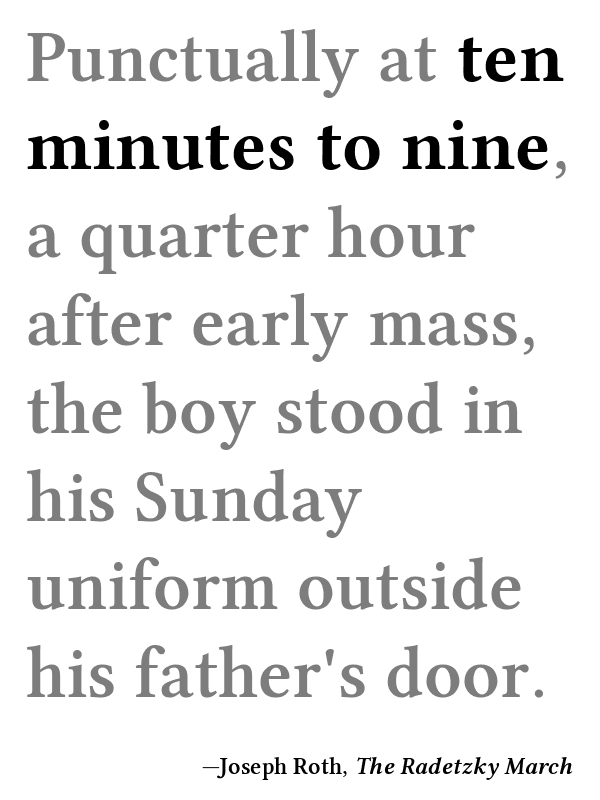 Punctually at ten
minutes to nine,
a quarter hour
after early mass,
the boy stood in
his Sunday
uniform outside
his father's door.
—Joseph Roth, The Radetzky March